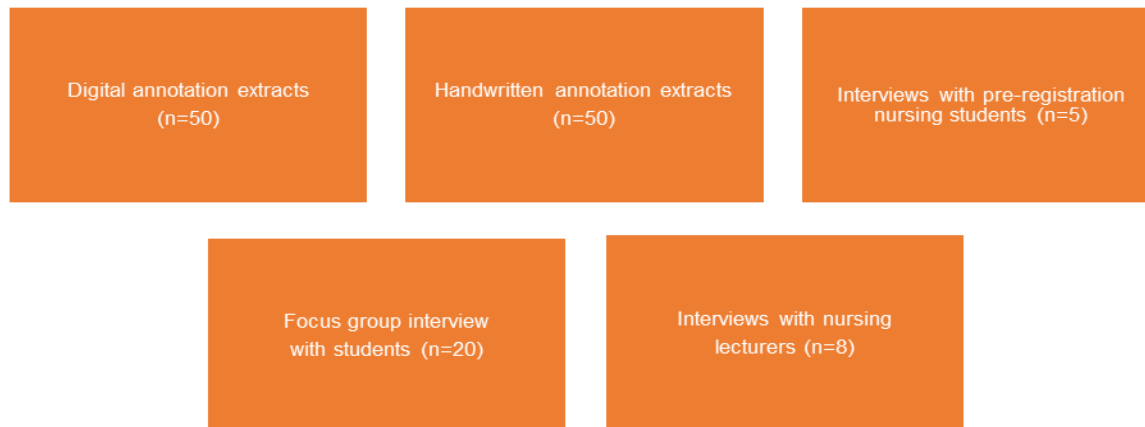 Digital annotation extracts
(n=50)
Handwritten annotation extracts
(n=50)
Interviews with pre-registration
nursing students (n=5)
Focus group interview
with students (n=20)
Interviews with nursing
lecturers (n=8)